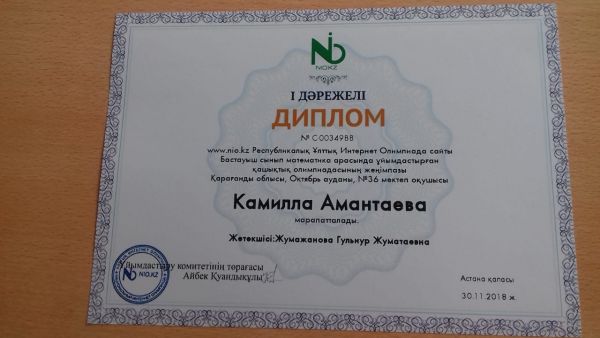 NIO.KZ
І ДӘРЕЖЕЛІ
ДИПЛОМ
№ C0034988
www.nio.kz Республикалық Ұлттық Интернет Олимпиада сайты
Бастауыш сынып математика арасында ұйымдастырған
қашықтық олимпиадасының жеңімпазы
Қарағанды облысы, Октябрь ауданы, №36 мектеп оқушысы
Камилла Амантаева
марапатталады.
Жетекшісі:Жумажанова Гульнур Жуматаевна
Ұйымдастыру комитетінің төрағасы
Айбек Қуандықұлы
NIO.KZ
Астана қаласы
30.11.2018 ж.